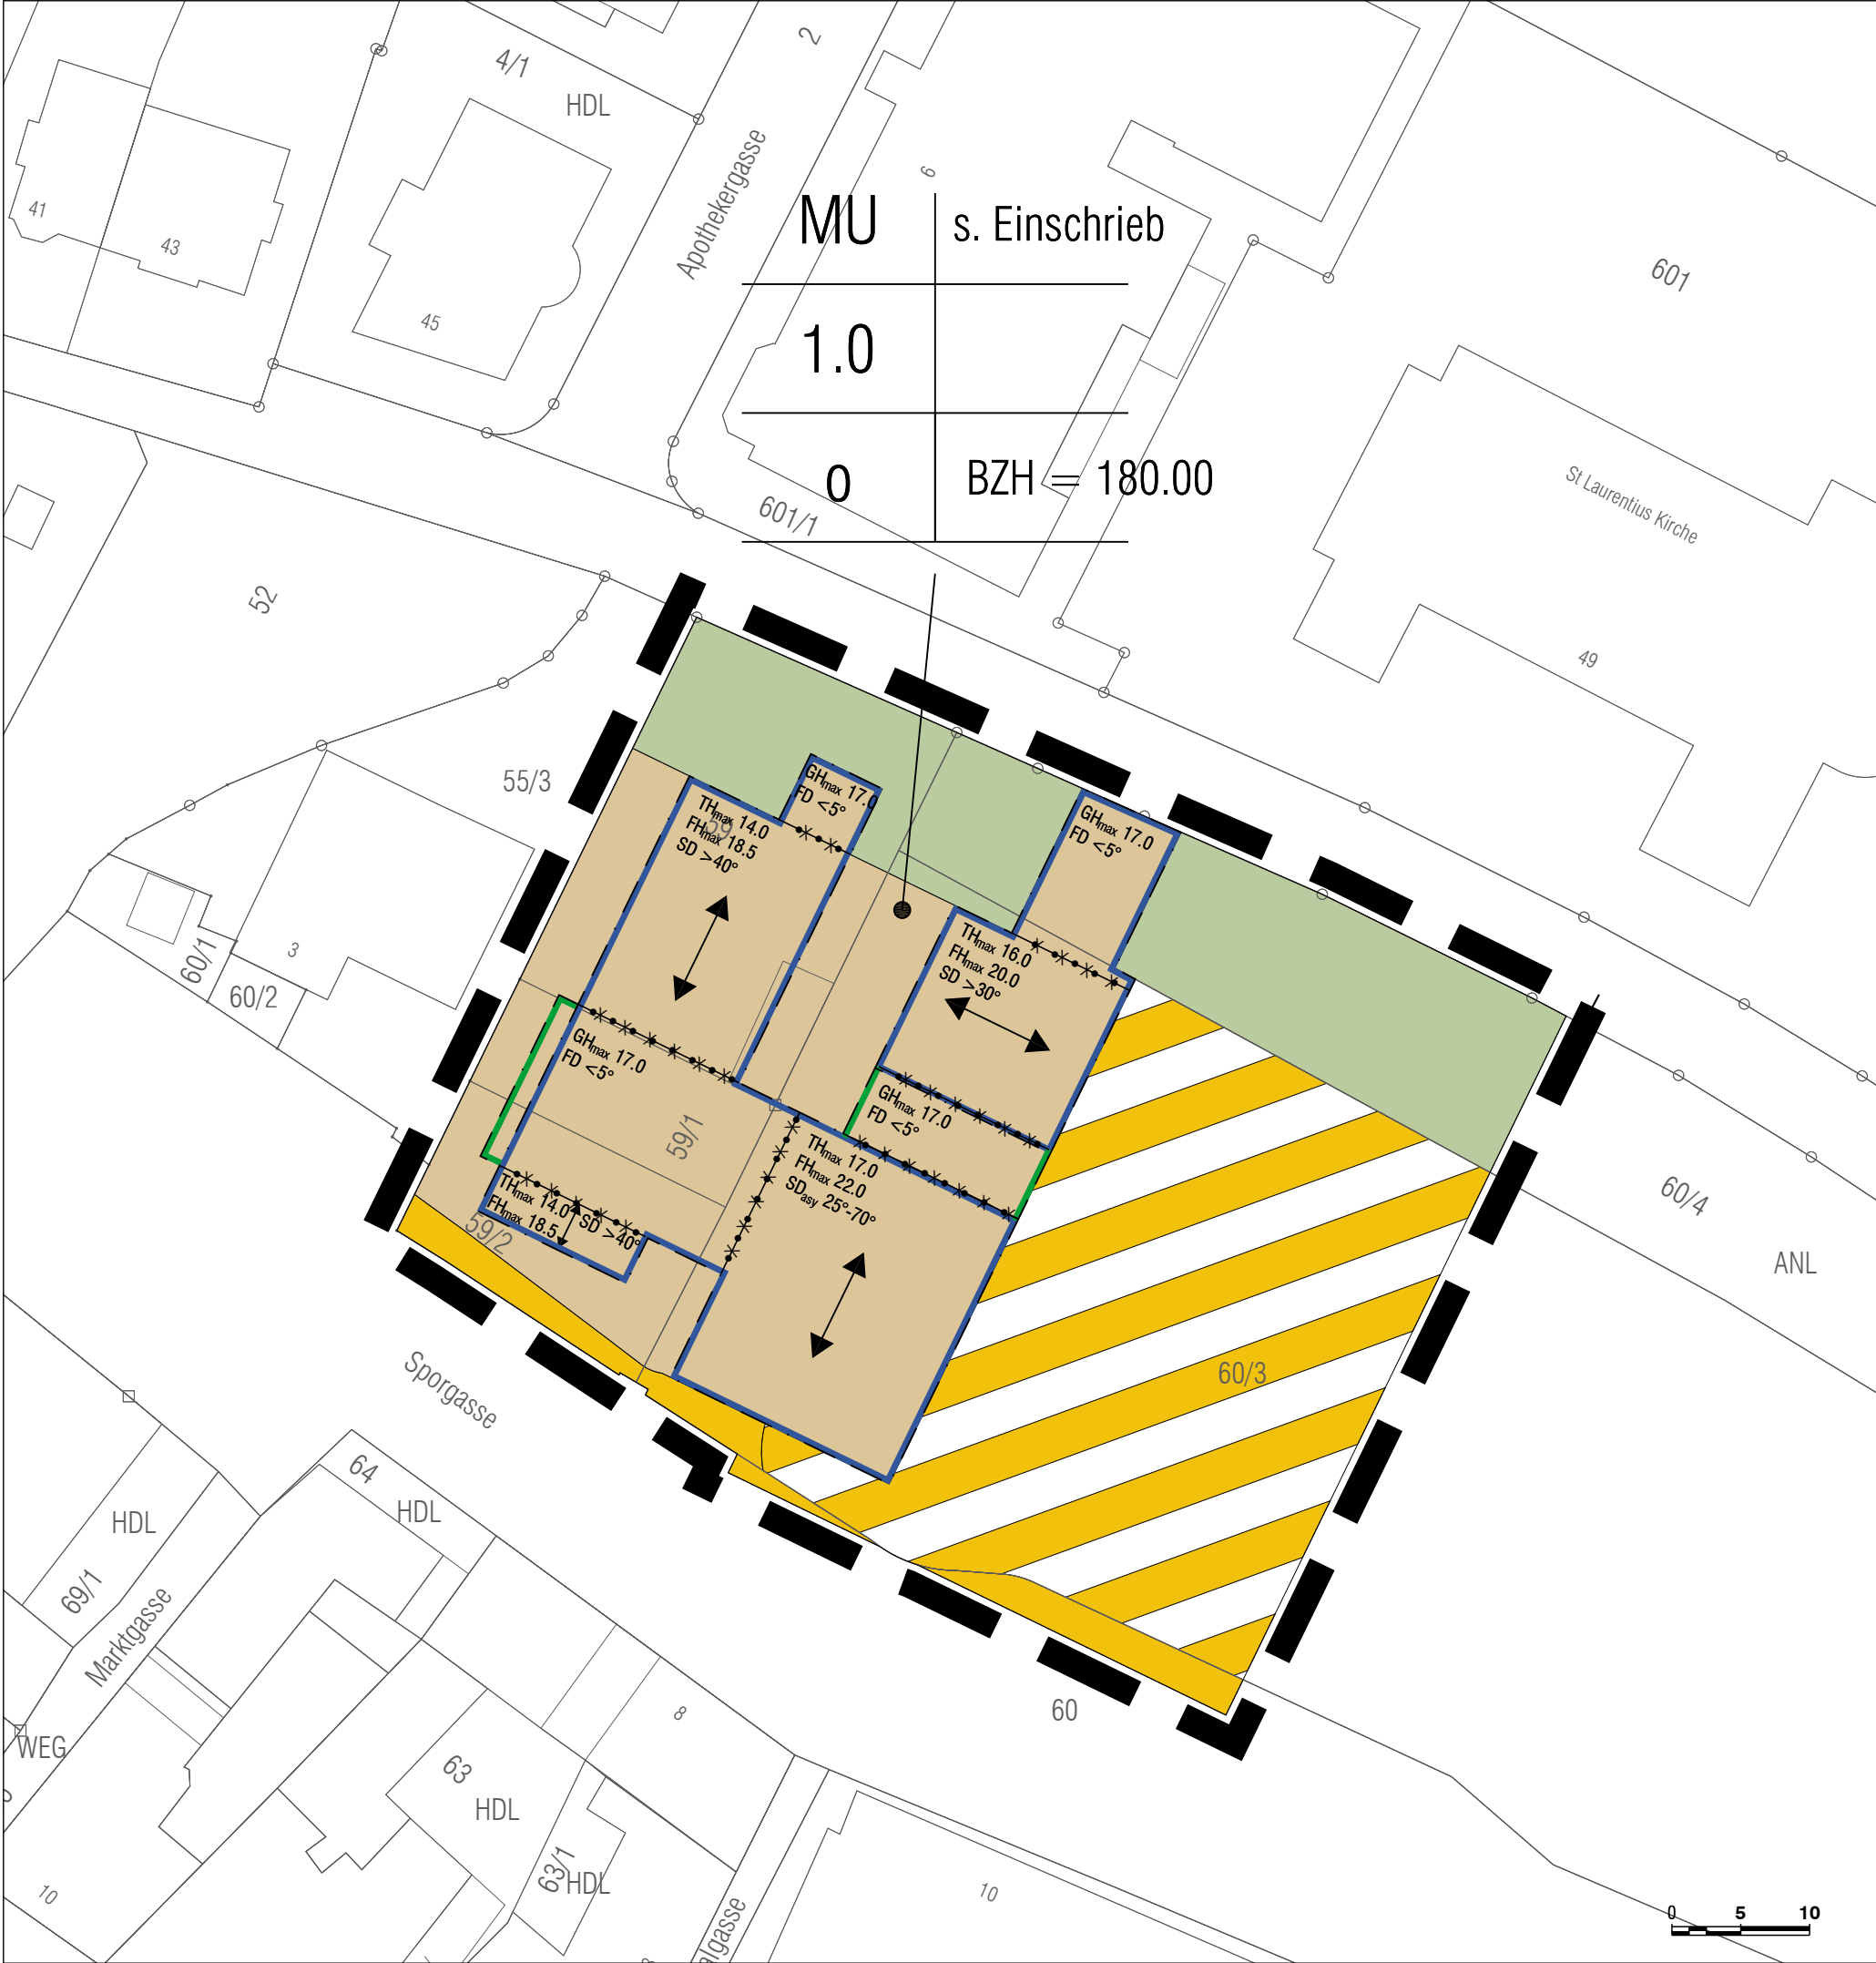 4/1
HDL
2
Apothekergasse
6
41
43
45
MU
s. Einschrieb
1.0
0
BZH = 180.00
601/1
601
St Laurentius Kirche
49
52
55/3
3
60/1
60/2
59
THmax 14.0
FHmax 18.5
SD >40°
GHmax 17.0
FD <5°
GHmax 17.0
FD <5°
THmax 16.0
FHmax 20.0
SD >30°
GHmax 17.0
FD <5°
GHmax 17.0
FD <5°
59/1
THmax 17.0
FHmax 22.0
SDasy 25°-70°
THmax 14.0
FHmax 18.5
SD >40°
59/2
60/4
ANL
60/3
Sporgasse
64
HDL
HDL
69/1
Marktgasse
WEG
60
8
63
HDL
63/1
HDL
10
10
0 5 10